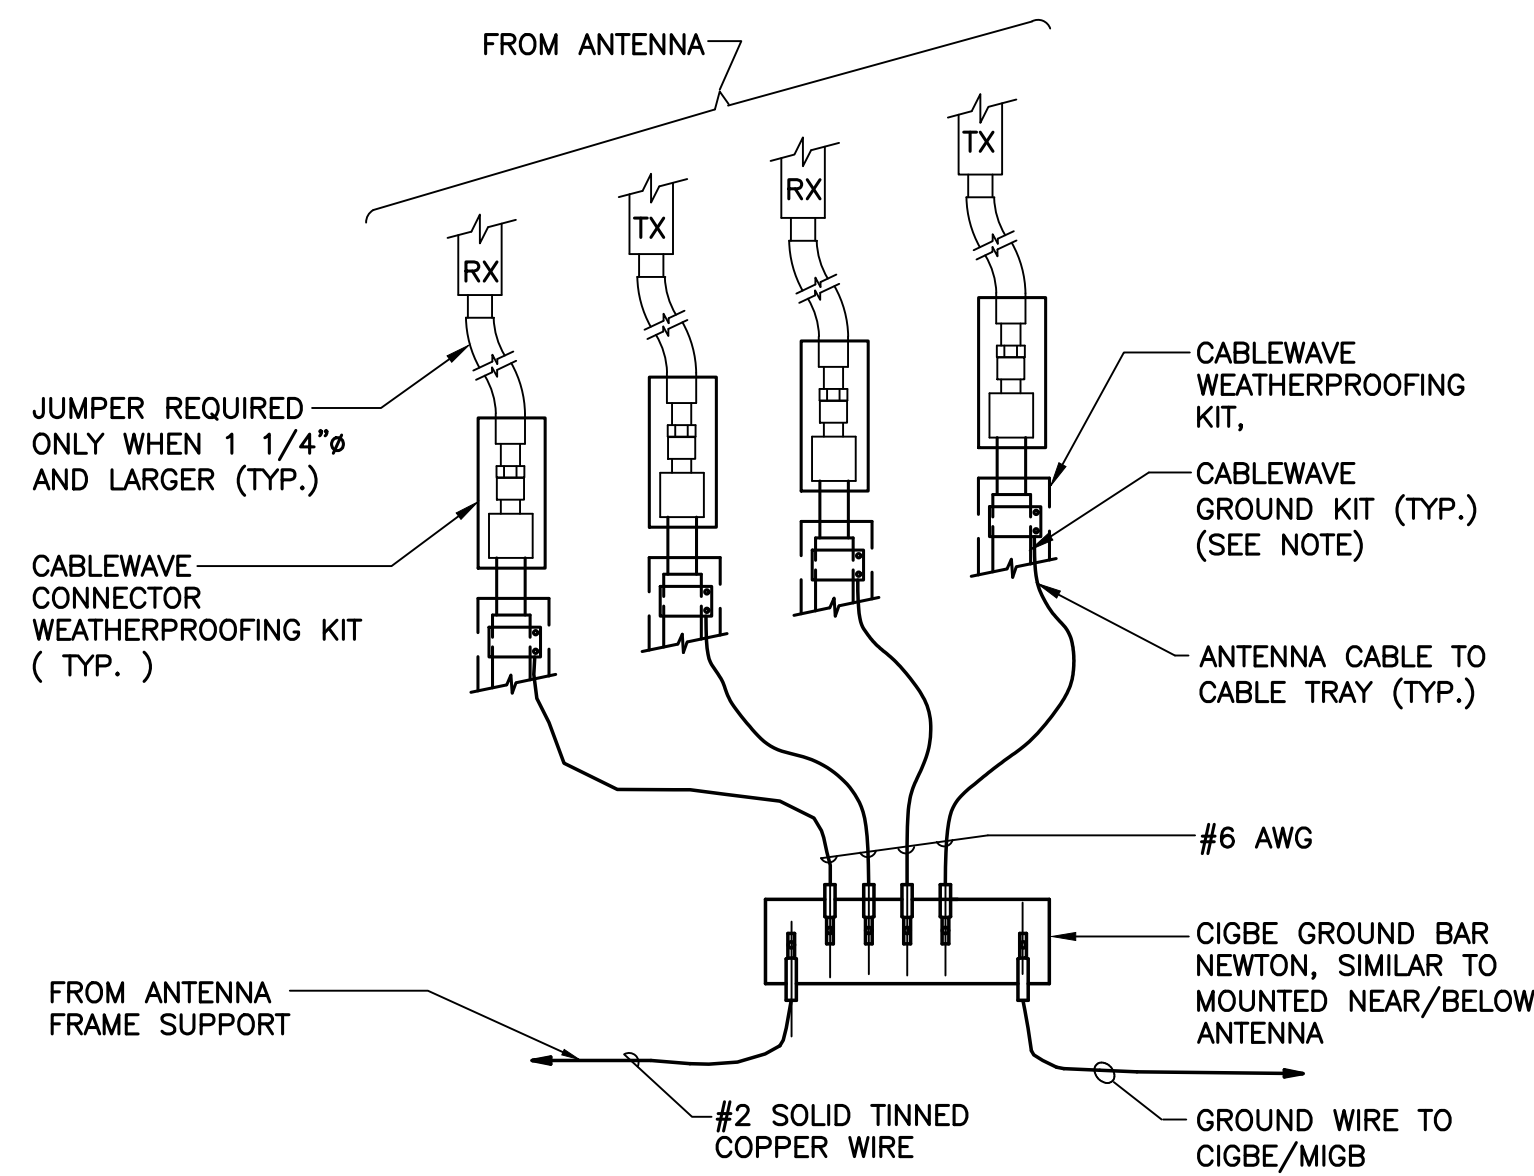 FROM ANTENNA
TX
RX
TX
RX
JUMPER REQUIRED
ONLY WHEN 1 1/4"ø
AND LARGER (TYP.)
CABLEWAVE
CONNECTOR
WEATHERPROOFING KIT
( TYP. )
CABLEWAVE
WEATHERPROOFING
KIT,
CABLEWAVE
GROUND KIT (TYP.)
(SEE NOTE)
ANTENNA CABLE TO
CABLE TRAY (TYP.)
#6 AWG
CIGBE GROUND BAR
NEWTON, SIMILAR TO
MOUNTED NEAR/BELOW
ANTENNA
FROM ANTENNA
FRAME SUPPORT
#2 SOLID TINNED
COPPER WIRE
GROUND WIRE TO
CIGBE/MIGB